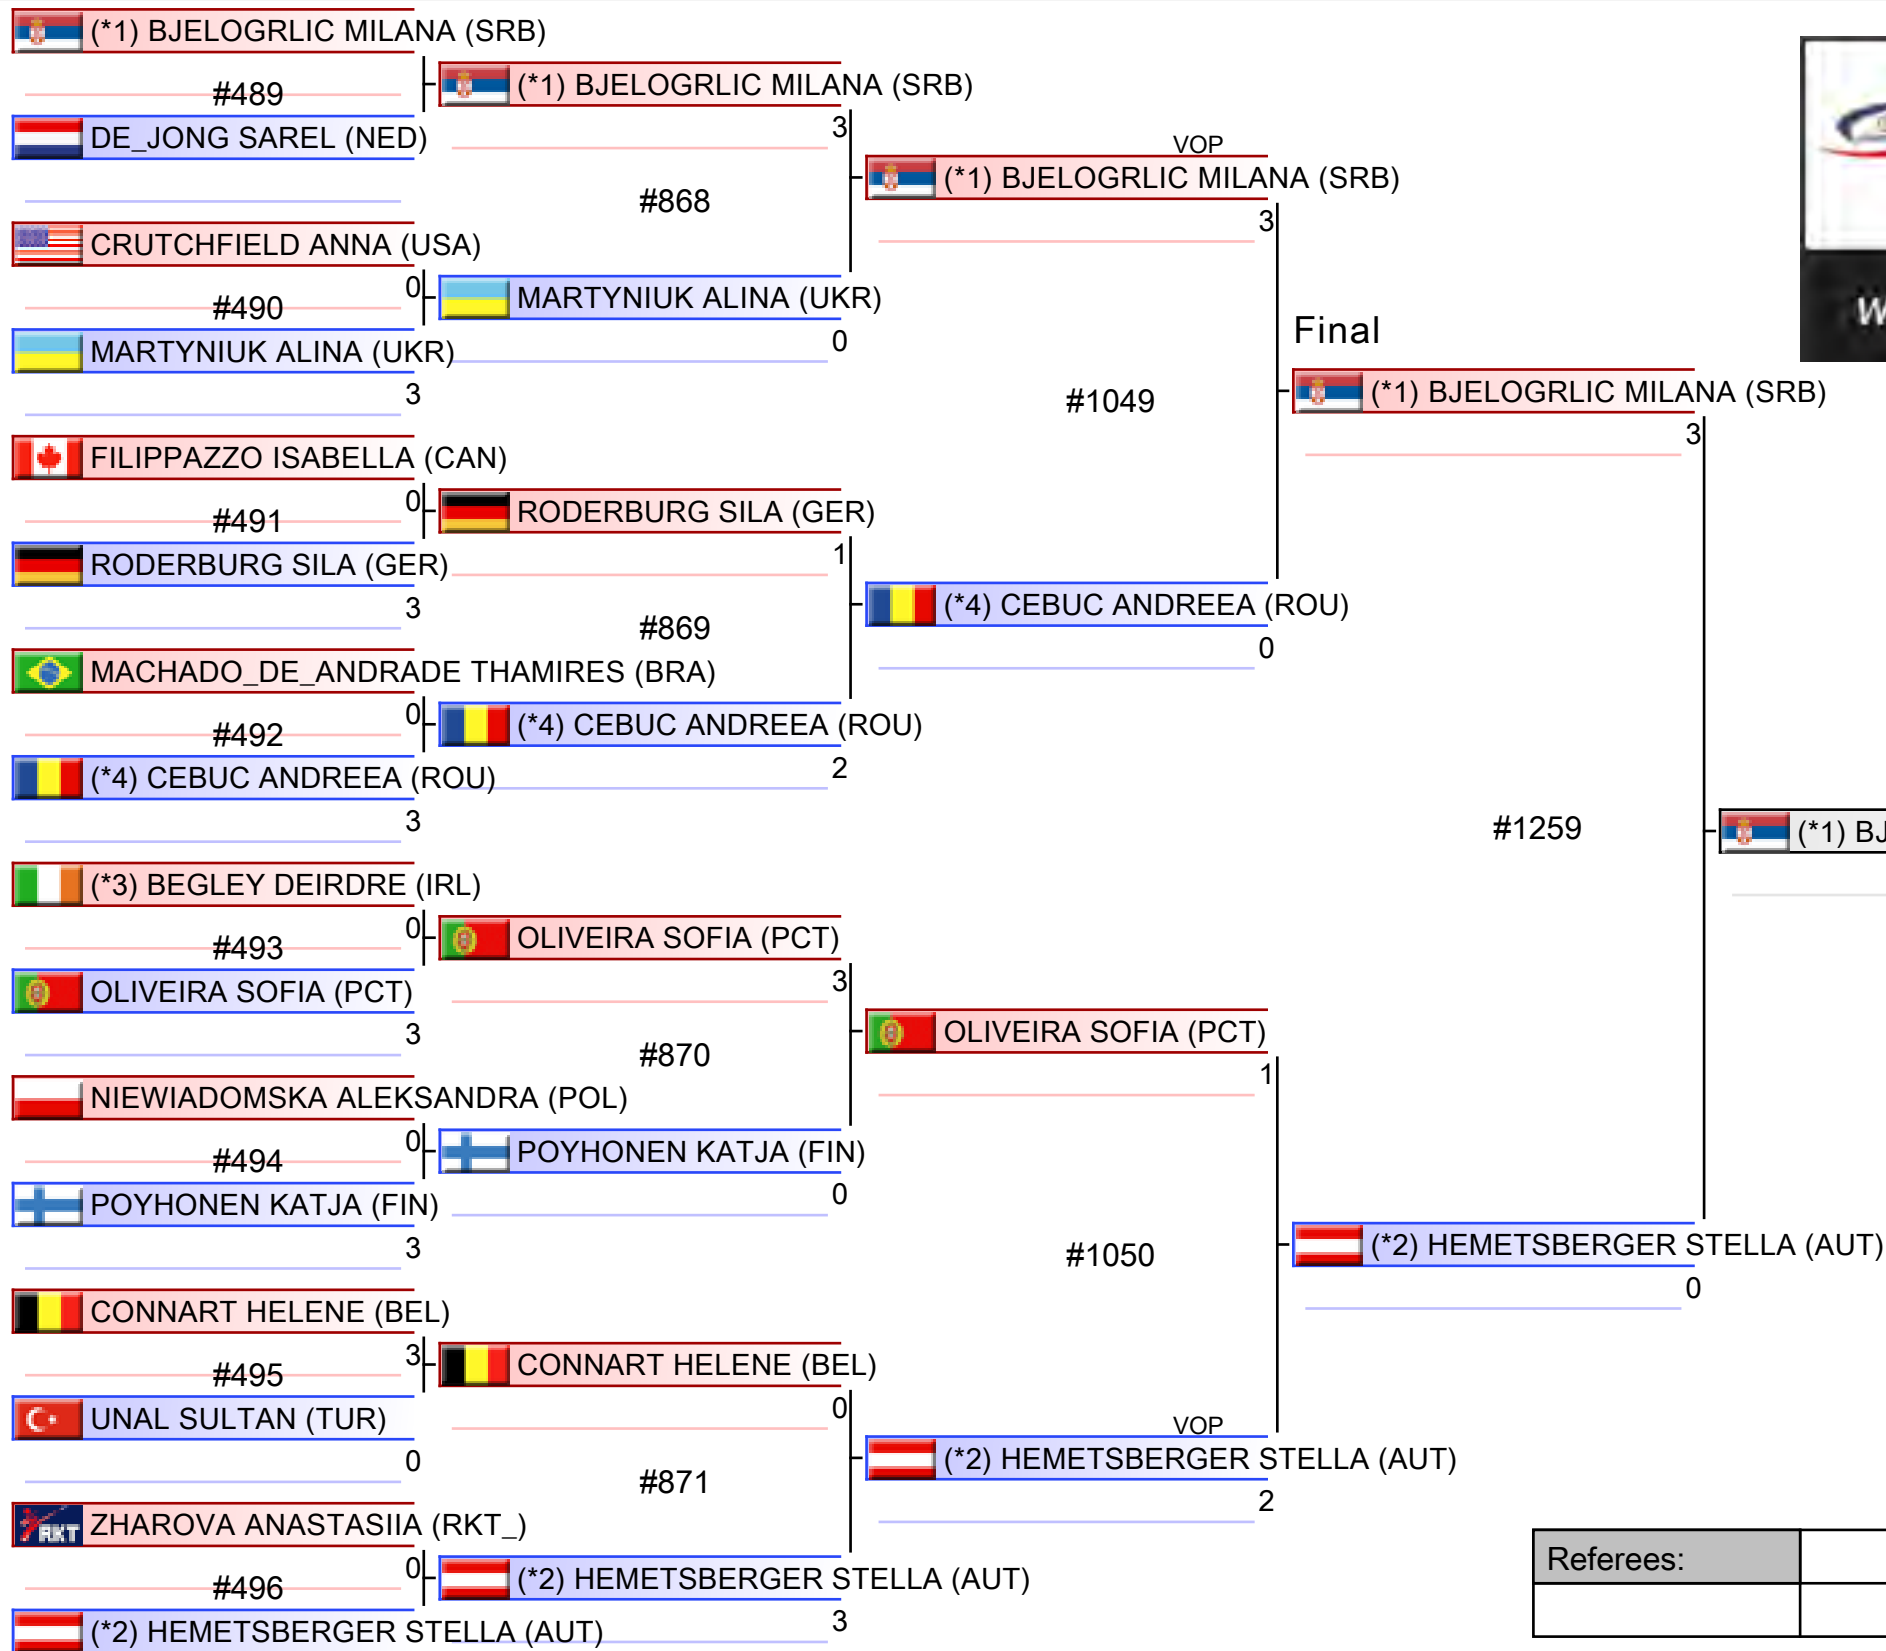 (*1) BJELOGRLIC MILANA (SRB)
#489
DE_JONG SAREL (NED)
CRUTCHFIELD ANNA (USA)
0
#490
MARTYNIUK ALINA (UKR)
3
FILIPPAZZO ISABELLA (CAN)
0
#491
RODERBURG SILA (GER)
3
MACHADO_DE_ANDRADE THAMIRES (BRA)
0
#492
(*4) CEBUC ANDREEA (ROU)
3
(*3) BEGLEY DEIRDRE (IRL)
0
#493
OLIVEIRA SOFIA (PCT)
3
NIEWIADOMSKA ALEKSANDRA (POL)
0
#494
POYHONEN KATJA (FIN)
3
CONNART HELENE (BEL)
3
#495
UNAL SULTAN (TUR)
0
RKT
ZHAROVA ANASTASIIA (RKT_)
0
#496
(*2) HEMETSBERGER STELLA (AUT)
(*1) BJELOGRLIC MILANA (SRB)
3
#868
MARTYNIUK ALINA (UKR)
0
RODERBURG SILA (GER)
1
#869
(*4) CEBUC ANDREEA (ROU)
2
OLIVEIRA SOFIA (PCT)
3
#870
POYHONEN KATJA (FIN)
0
CONNART HELENE (BEL)
0
#871
(*2) HEMETSBERGER STELLA (AUT)
3
VOP
(*1) BJELOGRLIC MILANA (SRB)
3
#1049
(*4) CEBUC ANDREEA (ROU)
0
OLIVEIRA SOFIA (PCT)
1
#1050
VOP
(*2) HEMETSBERGER STELLA (AUT)
2
Final
(*1) BJELOGRLIC MILANA (SRB)
3
#1259
(*2) HEMETSBERGER STELLA (AUT)
0
(*1) BJ
W
Referees: